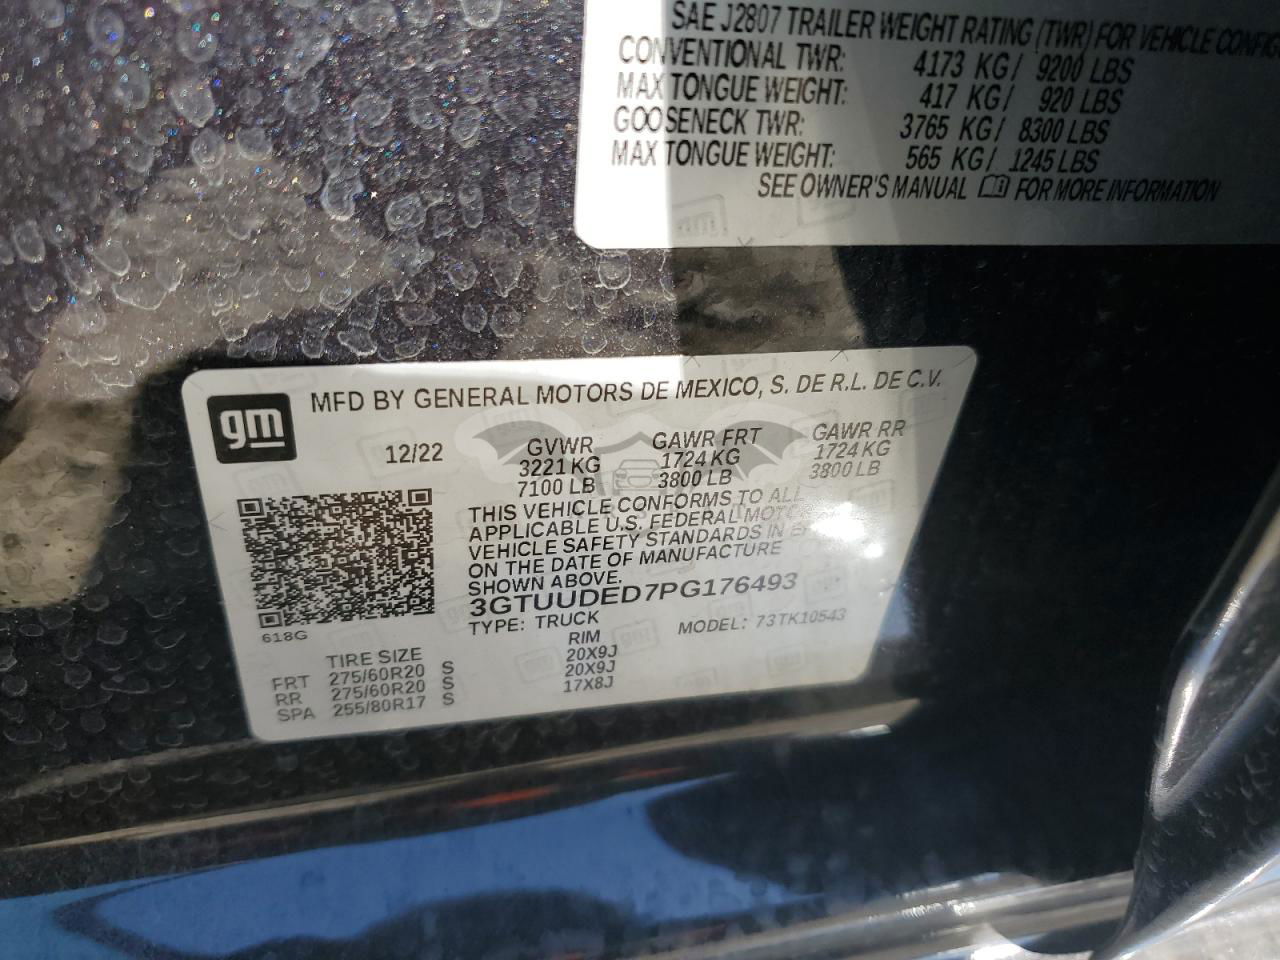 SAE J2807 TRAILER WEIGHT RATING (TWR) FOR VEHICLE
CONVENTIONAL TWR: 4173 KG/ 9200 LBS
MAX TONGUE WEIGHT: 417 KG/ 920 LBS
GOOSENECK TWR: 3765 KG/ 8300 LBS
MAX TONGUE WEIGHT: 565 KG/ 1245 LBS
SEE OWNER'S MANUAL FOR MORE INFORMATION
gm
MFD BY GENERAL MOTORS DE MEXICO, S. DE R.L. DE C.V.
12/22 GVWR GAWR FRT GAWR RR
3221 KG 1724 KG 1724 KG
7100 LB 3800 LB 3800 LB
THIS VEHICLE CONFORMS TO ALL
APPLICABLE U.S. FEDERAL
VEHICLE SAFETY STANDARDS IN
ON THE DATE OF MANUFACTURE
SHOWN ABOVE.
3GTUUDED7PG176493
TYPE: TRUCK MODEL: 73TK10543
618G
TIRE SIZE RIM
FRT 275/60R20 S 20X9J
RR 275/60R20 S 20X9J
SPA 255/80R17 S 17X8J